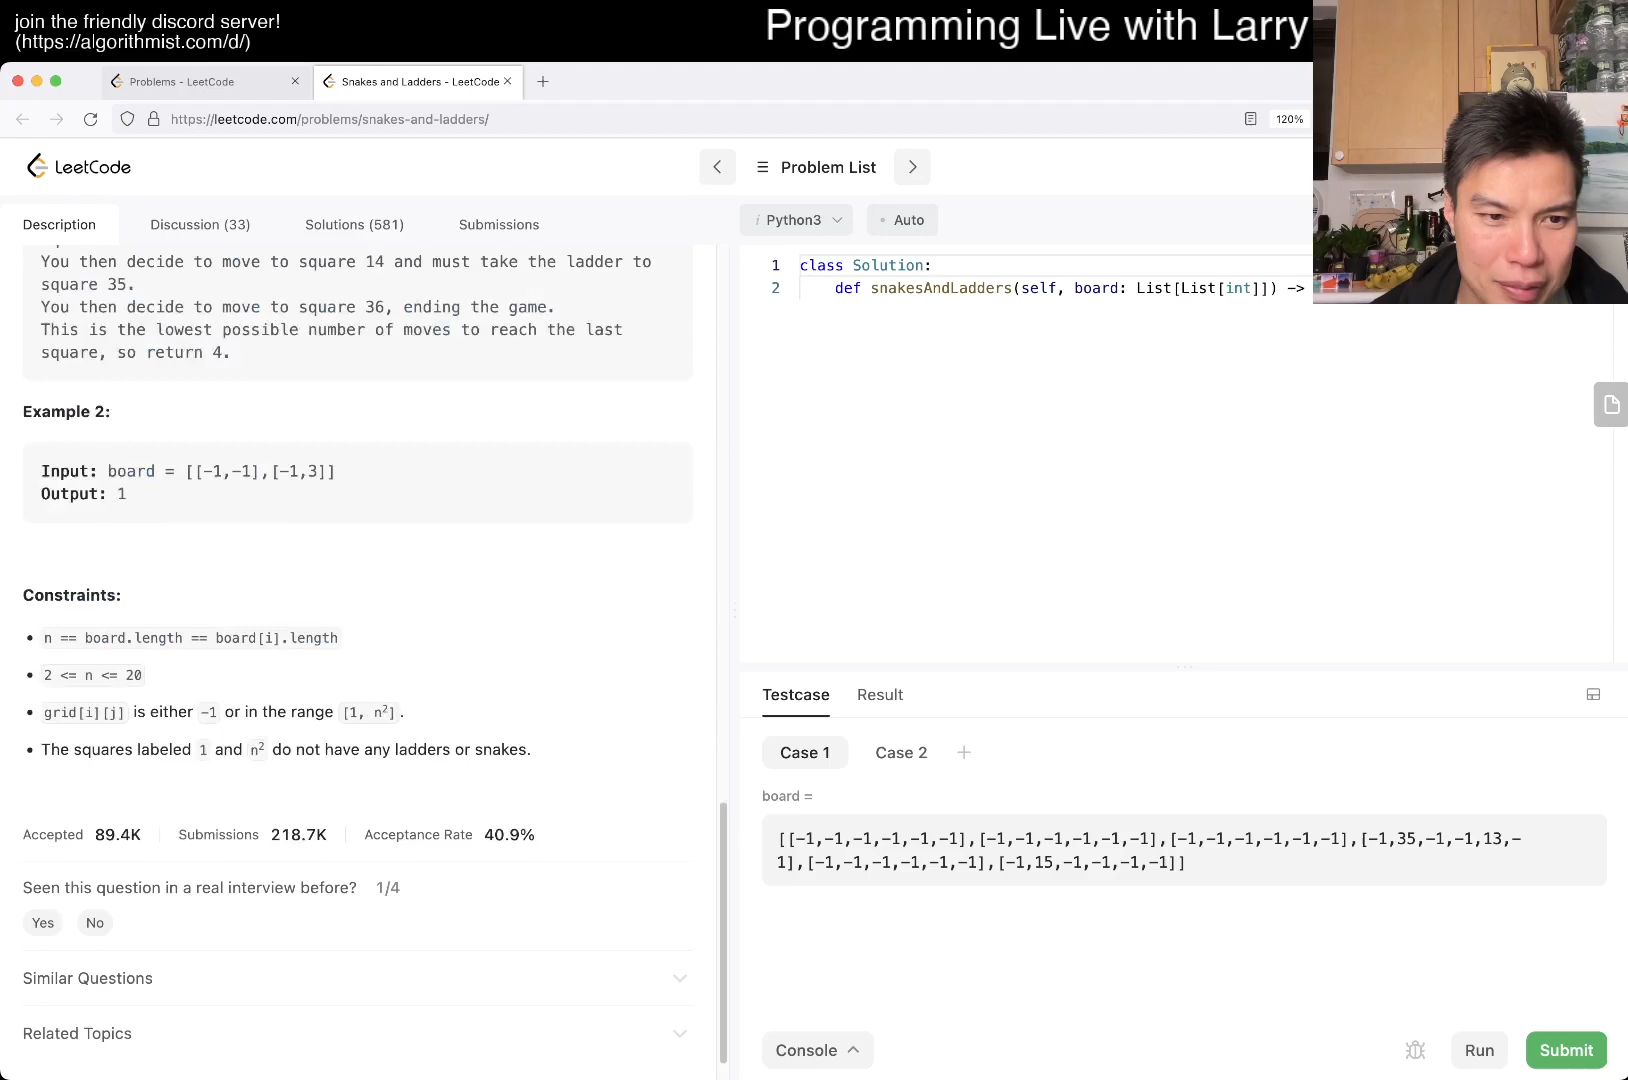 join the friendly discord server!
(https://algorithmist.com/d/)
Programming Live with Larry
Problems - LeetCode
Snakes and Ladders - LeetCode
https://leetcode.com/problems/snakes-and-ladders/
120%
LeetCode
Problem List
Description
Discussion (33)
Solutions (581)
Submissions
i Python3
Auto
You then decide to move to square 14 and must take the ladder to
square 35.
You then decide to move to square 36, ending the game.
This is the lowest possible number of moves to reach the last
square, so return 4.
Example 2:
Input: board = [[-1,-1],[-1,3]]
Output: 1
Constraints:
• n == board.length == board[i].length
• 2 <= n <= 20
• grid[i][j] is either -1 or in the range [1, n²].
• The squares labeled 1 and n² do not have any ladders or snakes.
Accepted 89.4K
Submissions 218.7K
Acceptance Rate 40.9%
Seen this question in a real interview before? 1/4
Yes
No
Similar Questions
Related Topics
1 class Solution:
2 def snakesAndLadders(self, board: List[List[int]]) ->
Testcase
Result
Case 1
Case 2
board =
[[-1,-1,-1,-1,-1,-1],[-1,-1,-1,-1,-1,-1],[-1,-1,-1,-1,-1,-1],[-1,35,-1,-1,13,-
1],[-1,-1,-1,-1,-1,-1],[-1,15,-1,-1,-1,-1]]
Console
Run
Submit